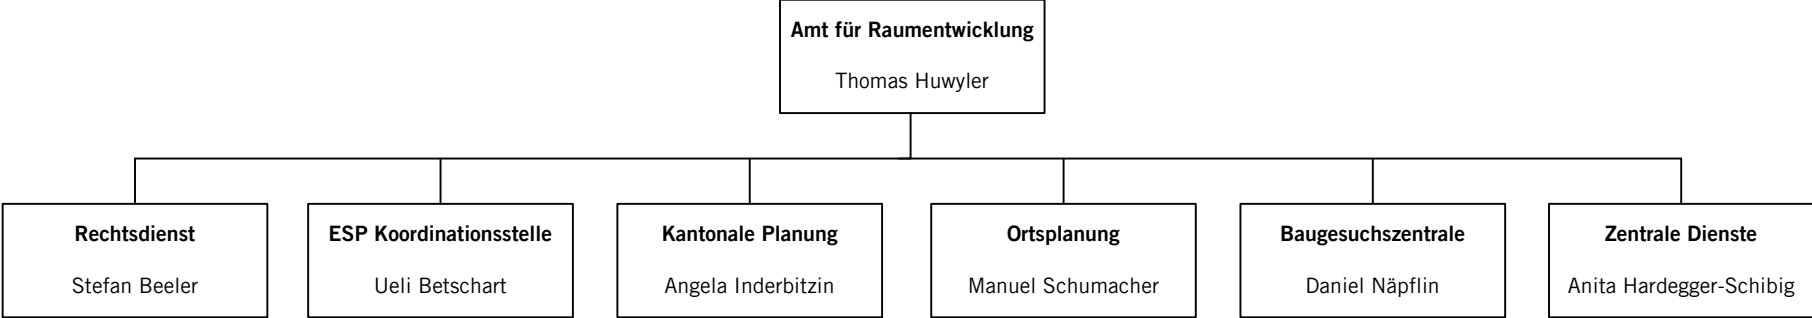 Amt für Raumentwicklung
Thomas Huwyler
Rechtsdienst
Stefan Beeler
ESP Koordinationsstelle
Ueli Betschart
Kantonale Planung
Angela Inderbitzin
Ortsplanung
Manuel Schumacher
Baugesuchszentrale
Daniel Näpflin
Zentrale Dienste
Anita Hardegger-Schibig